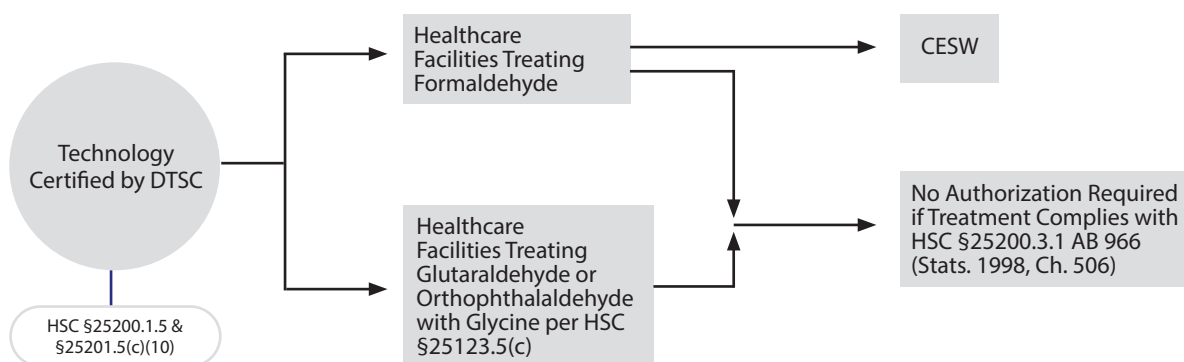 Technology
Certified by DTSC
HSC §25200.1.5 &
§25201.5(c)(10)
Healthcare
Facilities Treating
Formaldehyde
CESW
Healthcare
Facilities Treating
Glutaraldehyde or
Orthophthalaldehyde
with Glycine per HSC
§25123.5(c)
No Authorization Required
if Treatment Complies with
HSC §25200.3.1 AB 966
(Stats. 1998, Ch. 506)